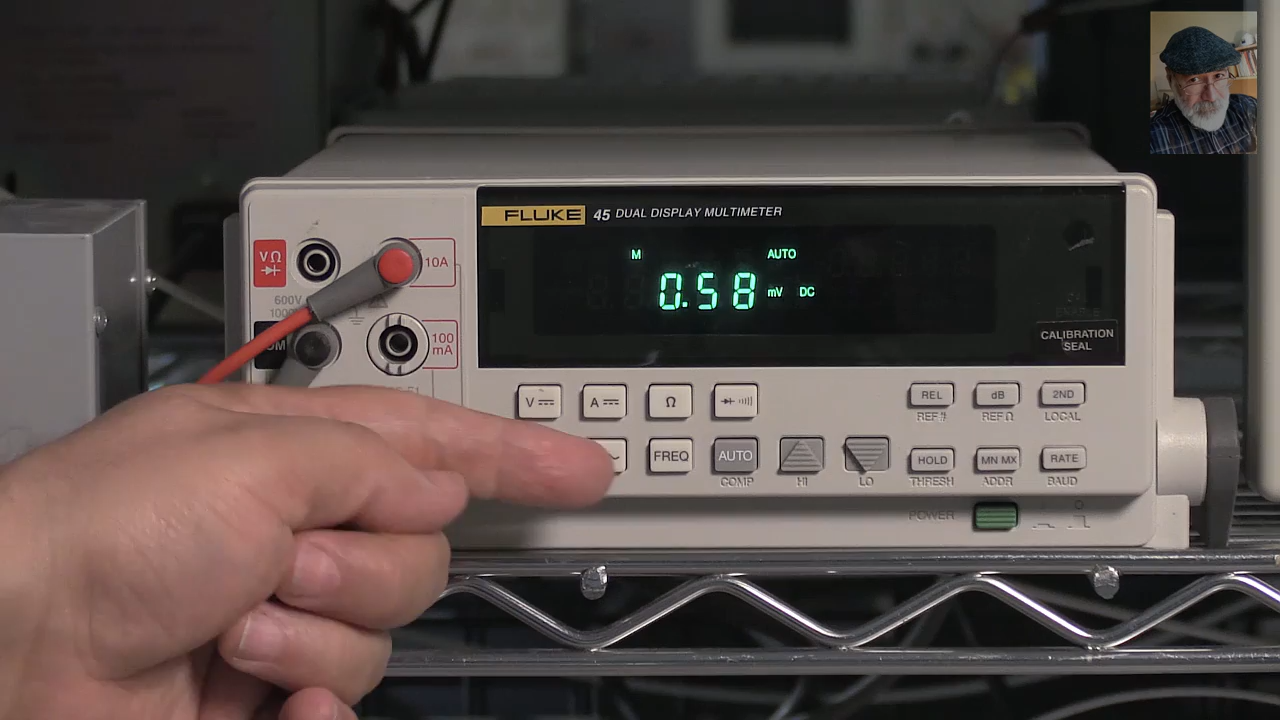 FLUKE 45 DUAL DISPLAY MULTIMETER
M AUTO
0.58 mV DC
VΩ
10A
600V
100
mA
CALIBRATION
SEAL
V A Ω
REL dB 2ND
REF# REF Ω LOCAL
FREQ AUTO
HOLD MN MX RATE
COMP HI LO THRESH ADDR BAUD
POWER